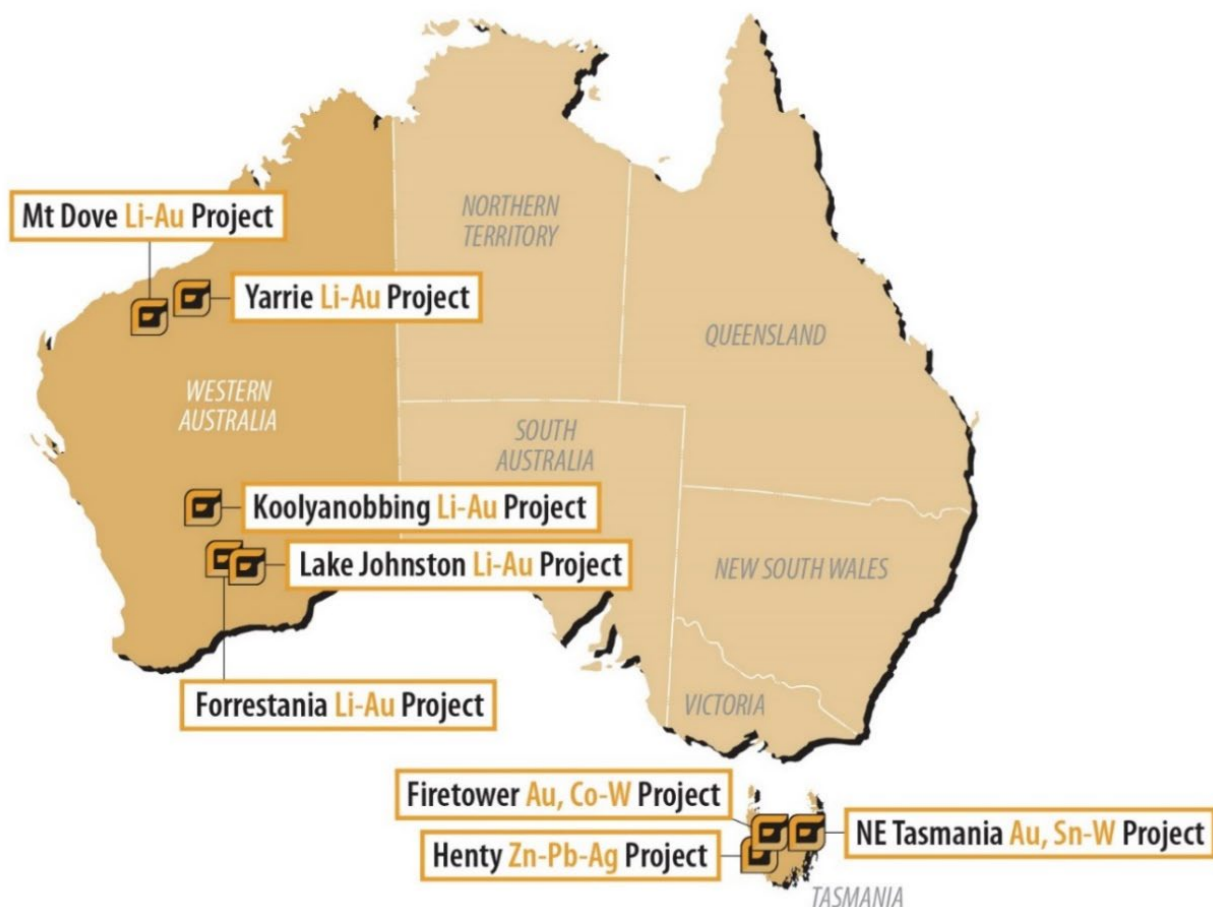 NORTHERN
TERRITORY
Mt Dove Li-Au Project
Yarrie Li-Au Project
QUEENSLAND
WESTERN
AUSTRALIA
SOUTH
AUSTRALIA
Koolyanobbing Li-Au Project
Lake Johnston Li-Au Project
NEW SOUTH WALES
Forrestania Li-Au Project
VICTORIA
Firetower Au, Co-W Project
NE Tasmania Au, Sn-W Project
Henty Zn-Pb-Ag Project
TASMANIA